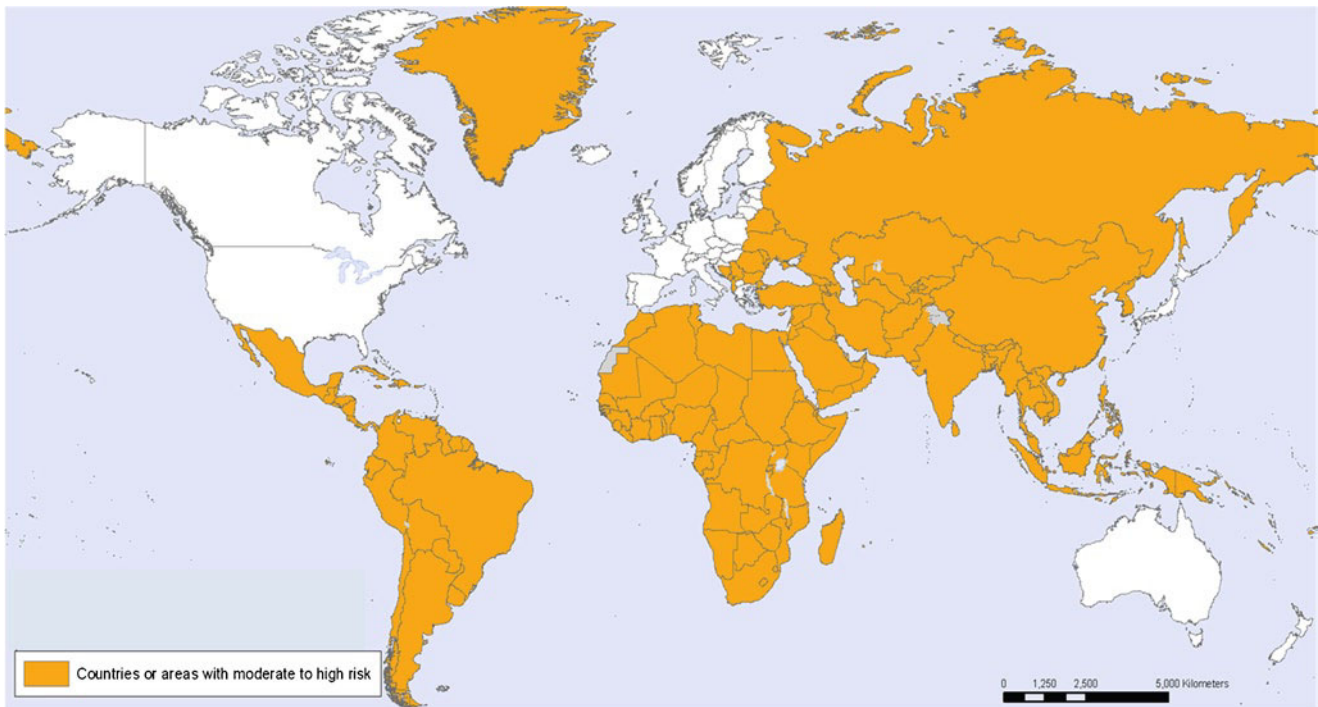 Countries or areas with moderate to high risk
0 1,250 2,500 5,000 Kilometers